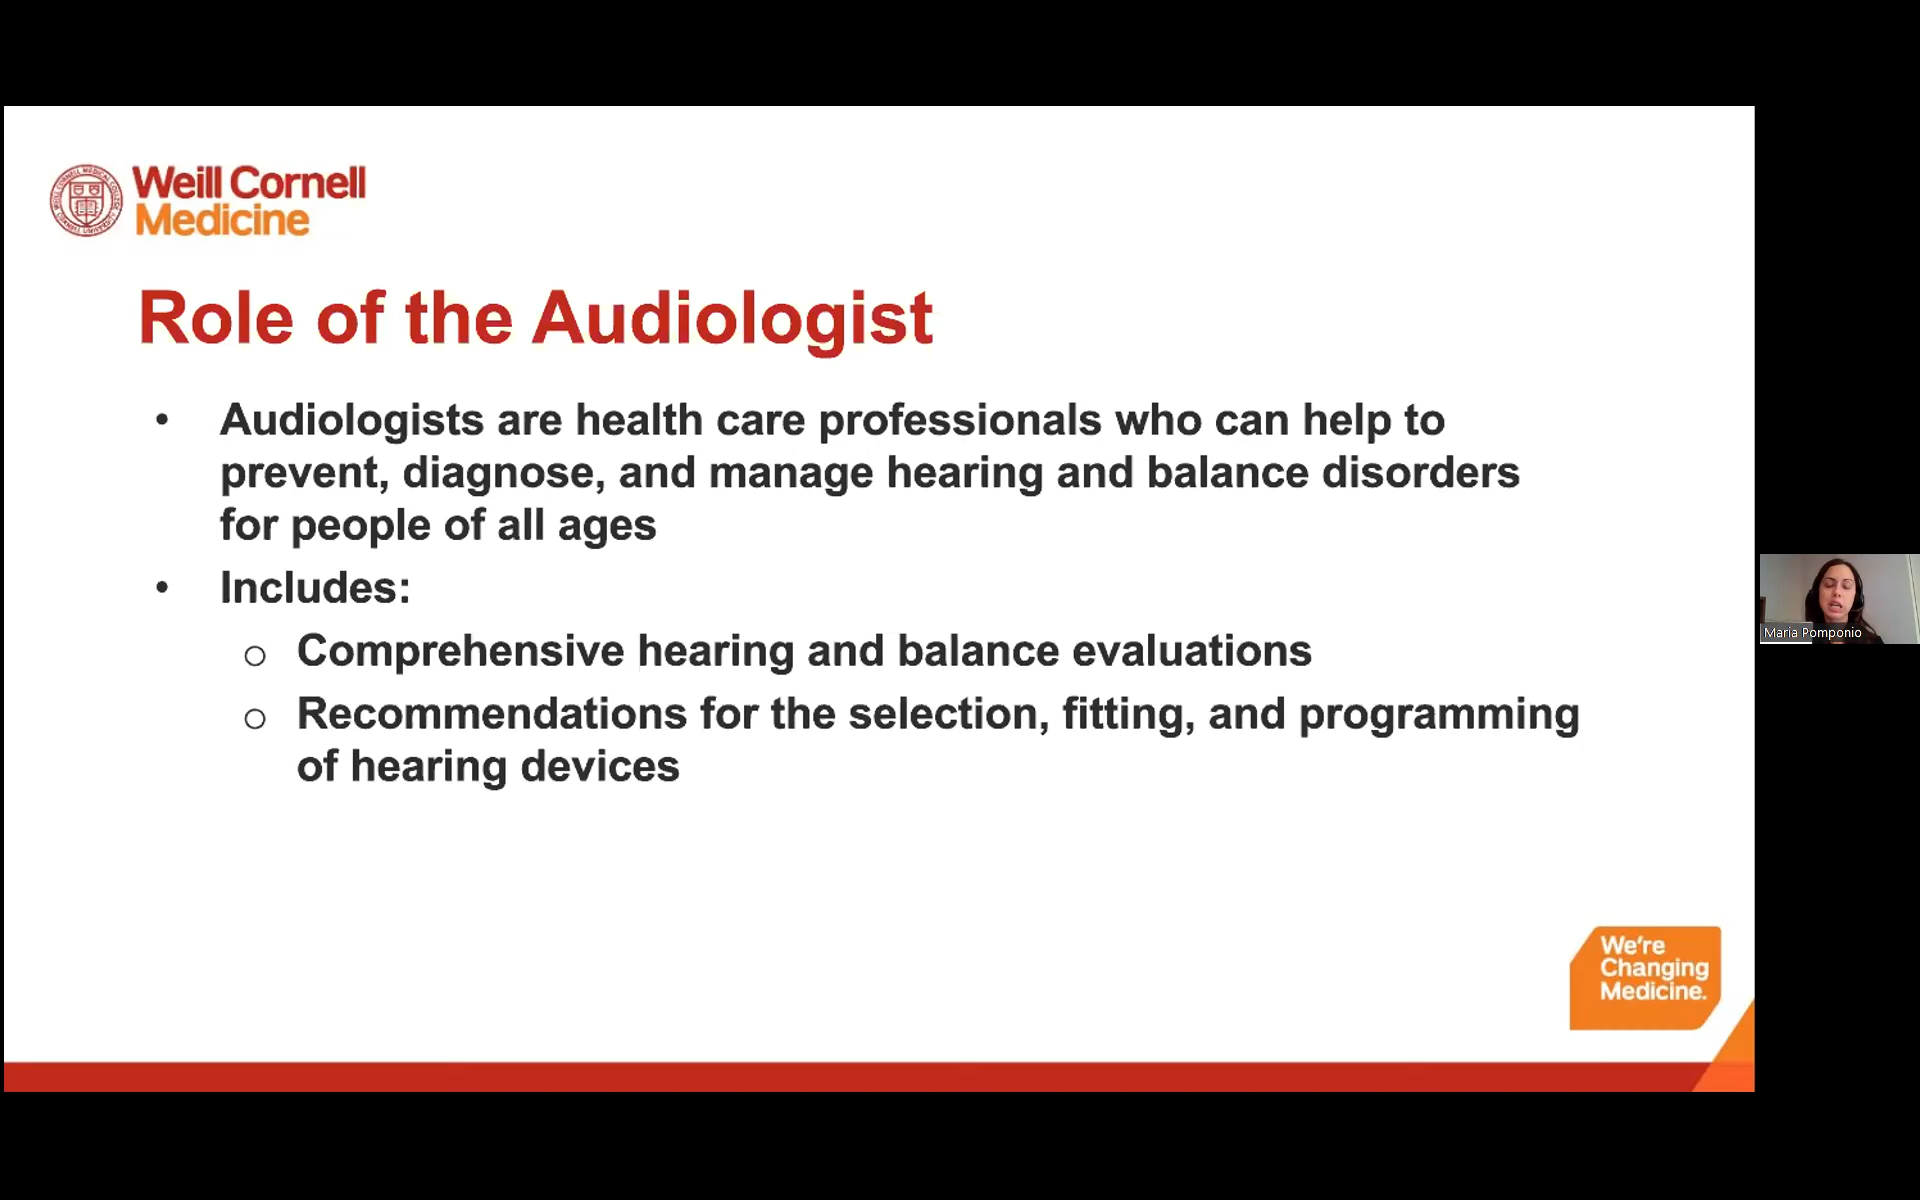 Weill Cornell
Medicine
Role of the Audiologist
• Audiologists are health care professionals who can help to
prevent, diagnose, and manage hearing and balance disorders
for people of all ages
• Includes:
o Comprehensive hearing and balance evaluations
o Recommendations for the selection, fitting, and programming
of hearing devices
Maria Pomponio
We're
Changing
Medicine.